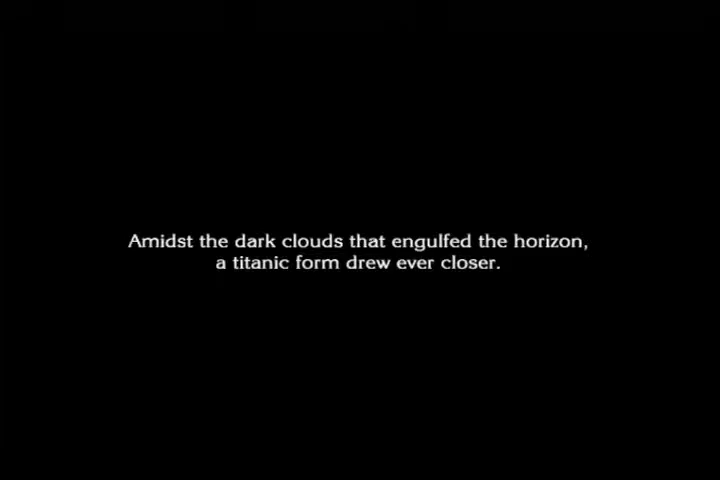 Amidst the dark clouds that engulfed the horizon,
a titanic form drew ever closer.